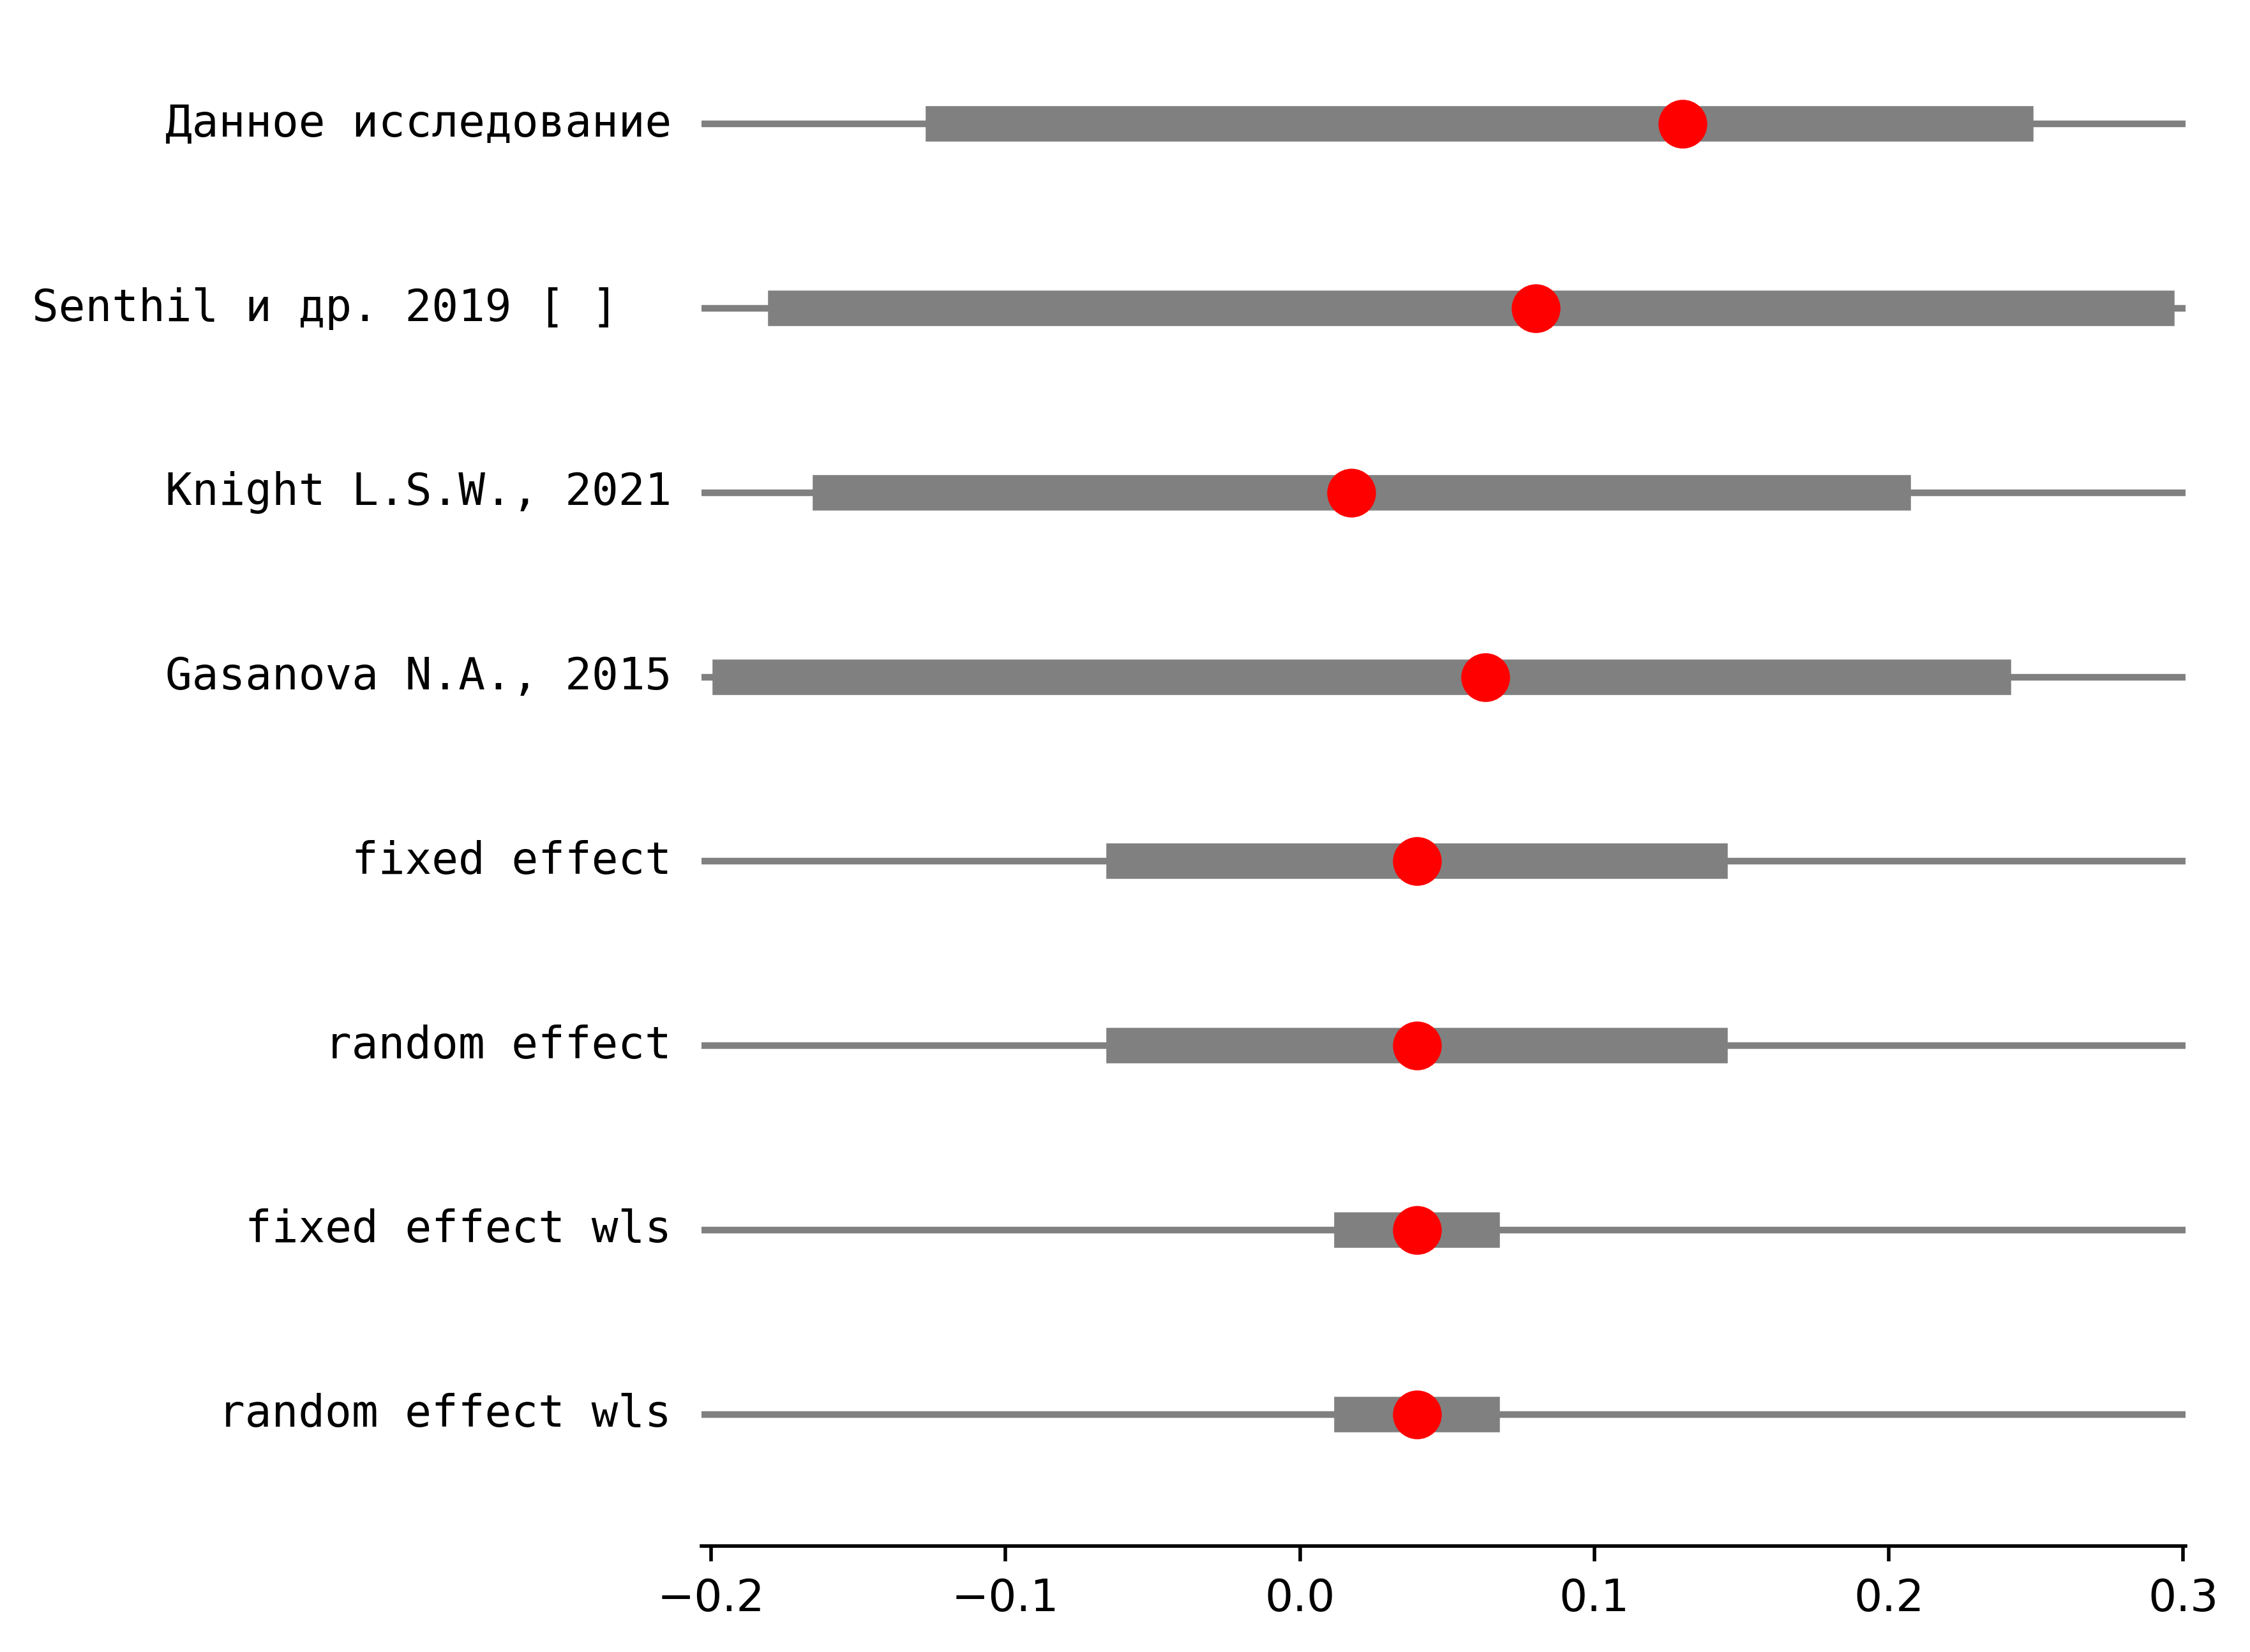 Данное исследование
Senthil и др. 2019 [ ]
Knight L.S.W., 2021
Gasanova N.A., 2015
fixed effect
random effect
fixed effect wls
random effect wls
−0.2 −0.1 0.0 0.1 0.2 0.3